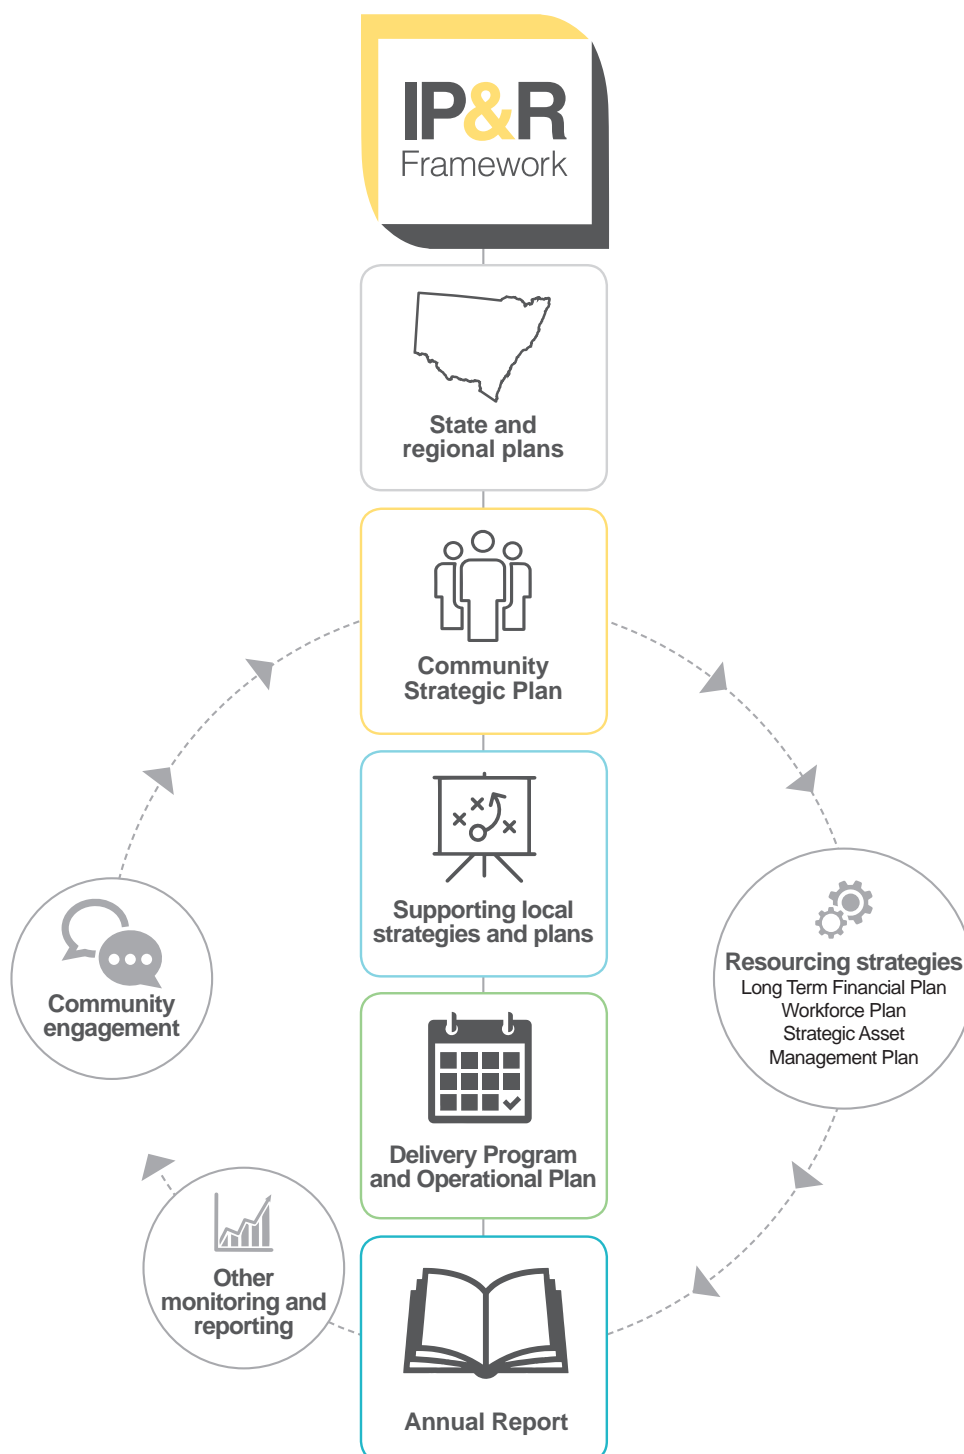 IP&R
Framework
State and
regional plans
Community
Strategic Plan
Supporting local
strategies and plans
Community
engagement
Resourcing strategies
Long Term Financial Plan
Workforce Plan
Strategic Asset
Management Plan
Delivery Program
and Operational Plan
Other
monitoring and
reporting
Annual Report